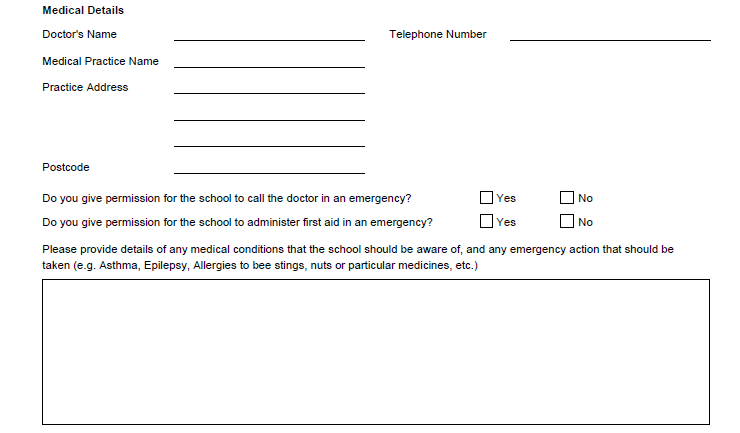 Medical Details
Doctor's Name Telephone Number
Medical Practice Name
Practice Address
Postcode
Do you give permission for the school to call the doctor in an emergency? Yes No
Do you give permission for the school to administer first aid in an emergency? Yes No
Please provide details of any medical conditions that the school should be aware of, and any emergency action that should be
taken (e.g. Asthma, Epilepsy, Allergies to bee stings, nuts or particular medicines, etc.)